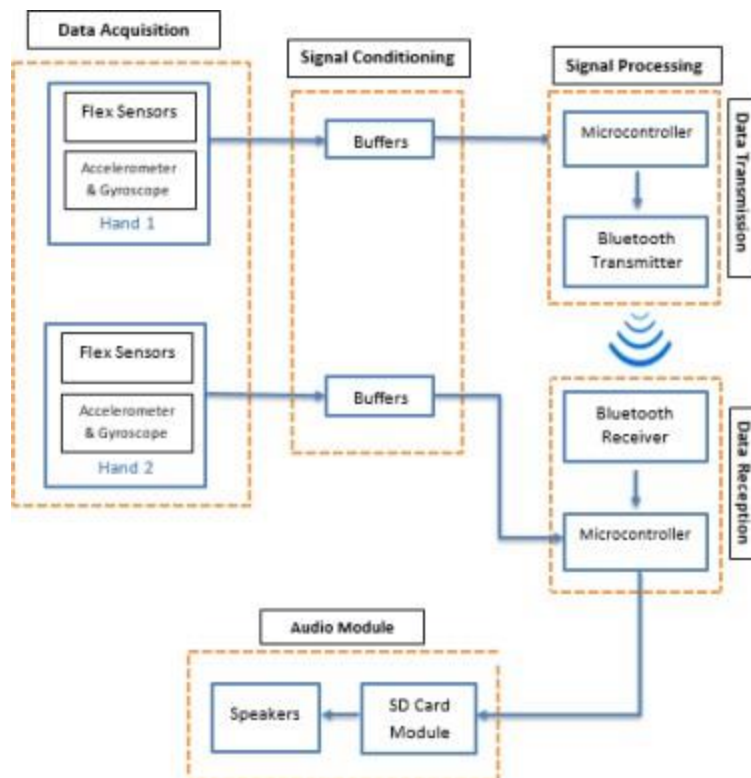 Data Acquisition
Flex Sensors
Accelerometer
& Gyroscope
Hand 1
Flex Sensors
Accelerometer
& Gyroscope
Hand 2
Signal Conditioning
Buffers
Buffers
Signal Processing
Microcontroller
Bluetooth
Transmitter
Data Transmission
Bluetooth
Receiver
Microcontroller
Data Reception
Audio Module
Speakers
SD Card
Module